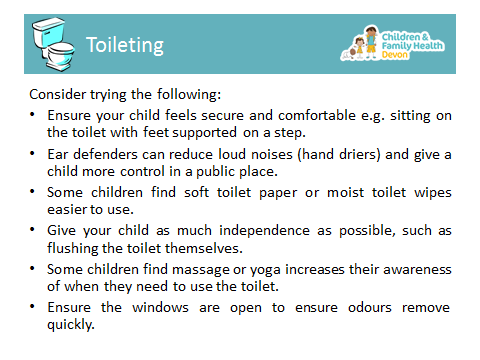 Toileting
Children &
Family Health
Devon
Consider trying the following:
• Ensure your child feels secure and comfortable e.g. sitting on
the toilet with feet supported on a step.
• Ear defenders can reduce loud noises (hand driers) and give a
child more control in a public place.
• Some children find soft toilet paper or moist toilet wipes
easier to use.
• Give your child as much independence as possible, such as
flushing the toilet themselves.
• Some children find massage or yoga increases their awareness
of when they need to use the toilet.
• Ensure the windows are open to ensure odours remove
quickly.